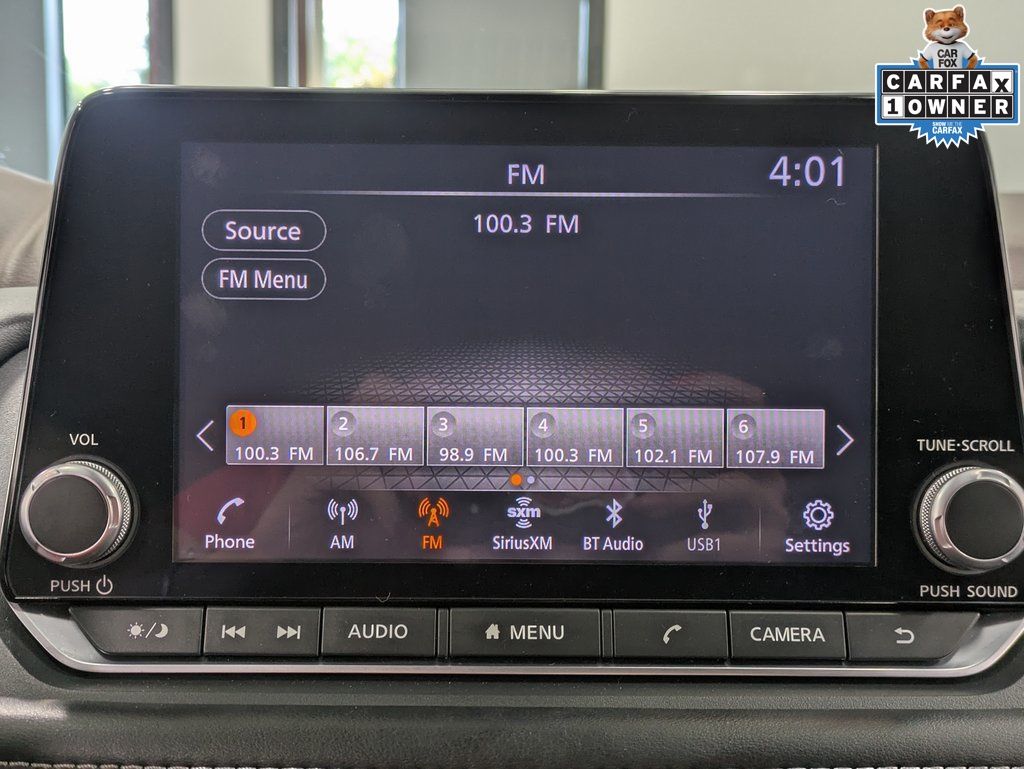 CAR
FOX
CARFAX
1 OWNER
SHOW ME THE
CARFAX
FM
4:01
Source
100.3 FM
FM Menu
1 2 3 4 5 6
100.3 FM 106.7 FM 98.9 FM 100.3 FM 102.1 FM 107.9 FM
VOL
TUNE·SCROLL
sxm
Phone AM FM SiriusXM BT Audio USB1 Settings
PUSH
PUSH SOUND
AUDIO MENU CAMERA